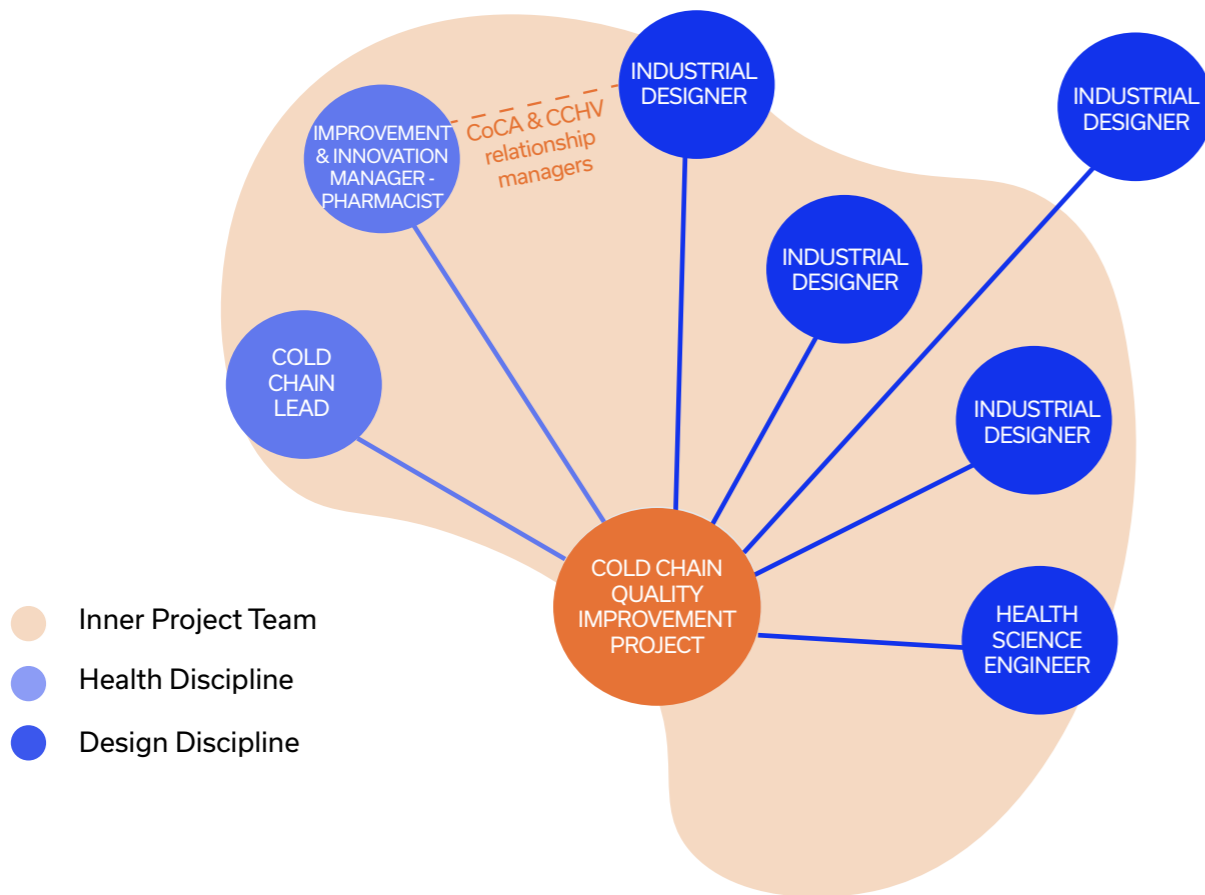 INDUSTRIAL
DESIGNER
INDUSTRIAL
DESIGNER
IMPROVEMENT
& INNOVATION
MANAGER -
PHARMACIST
CoCA & CCHV
relationship
managers
INDUSTRIAL
DESIGNER
COLD
CHAIN
LEAD
INDUSTRIAL
DESIGNER
COLD CHAIN
QUALITY
IMPROVEMENT
PROJECT
HEALTH
SCIENCE
ENGINEER
Inner Project Team
Health Discipline
Design Discipline